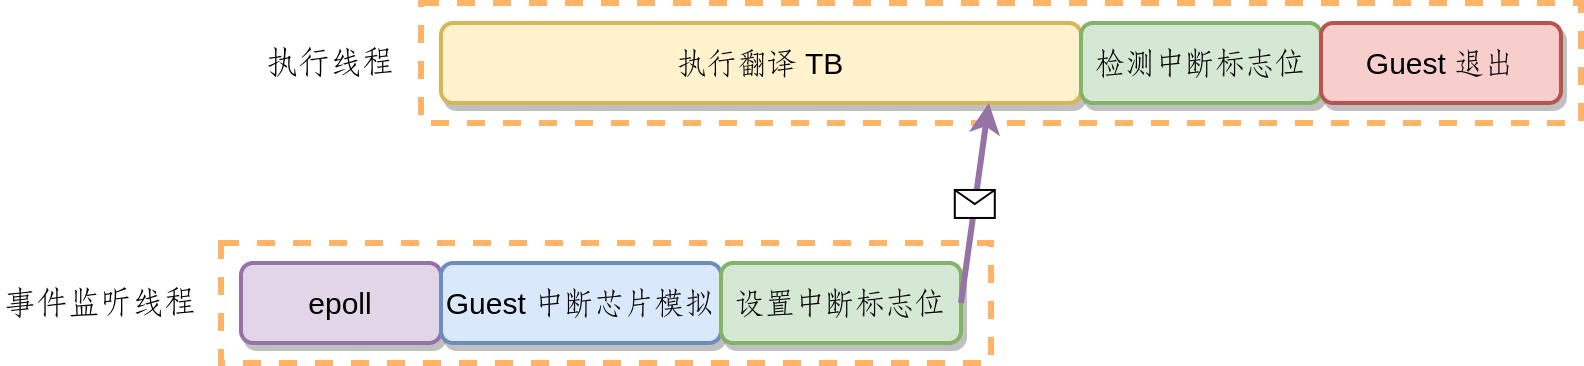 执行线程
执行翻译 TB
检测中断标志位
Guest 退出
事件监听线程
epoll
Guest 中断芯片模拟
设置中断标志位